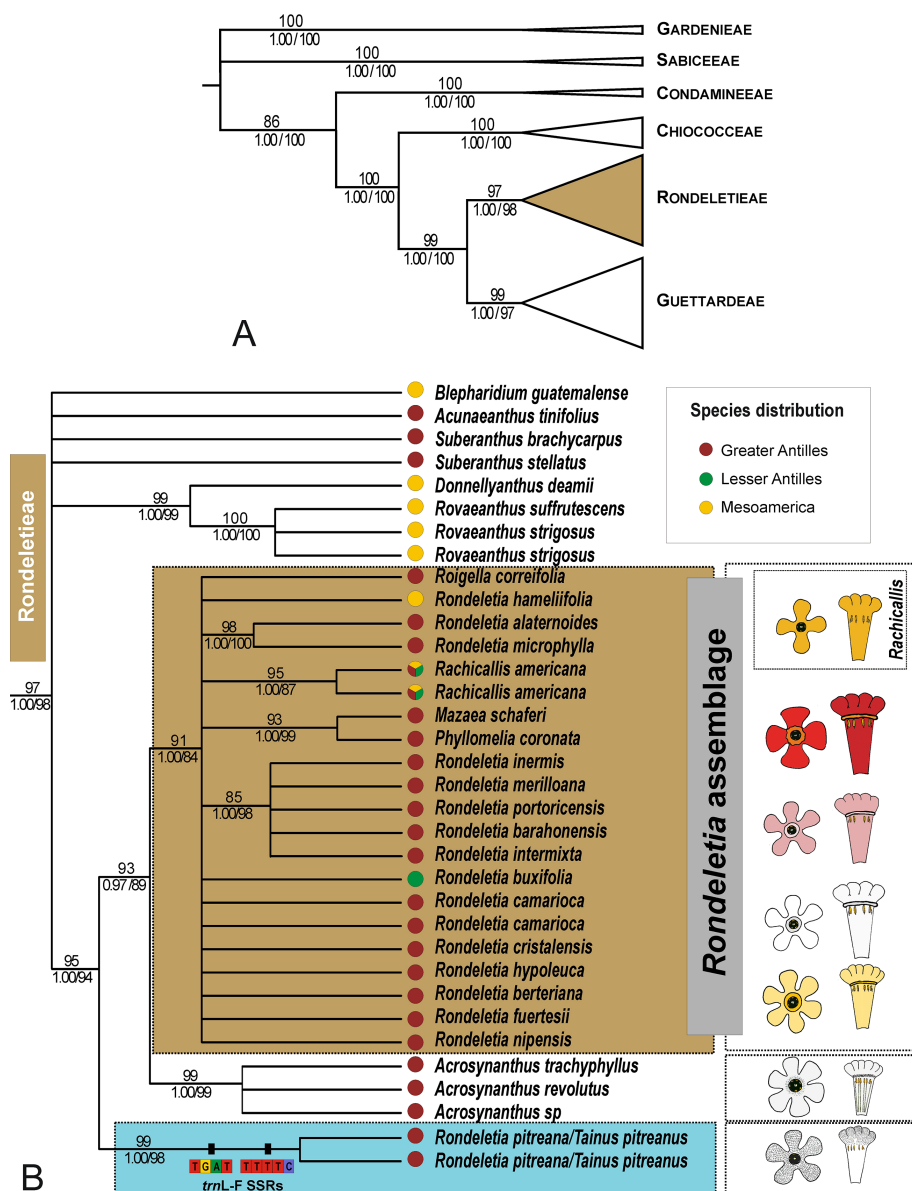 100
1.00/100
GARDENIEAE
100
1.00/100
SABICEEAE
100
1.00/100
CONDAMINEEAE
86
1.00/100
100
1.00/100
CHIOCOCCEAE
100
1.00/100
97
1.00/98
RONDELETIEAE
99
1.00/100
99
1.00/97
GUETTARDEAE
A
Blepharidium guatemalense
Acunaeanthus tinifolius
Suberanthus brachycarpus
Suberanthus stellatus
Donnellyanthus deamii
99
1.00/99
Rovaeanthus suffrutescens
100
1.00/100
Rovaeanthus strigosus
Rovaeanthus strigosus
Species distribution
Greater Antilles
Lesser Antilles
Mesoamerica
Rondeletieae
97
1.00/98
Roigella correifolia
Rondeletia hameliifolia
98
1.00/100
Rondeletia alaternoides
Rondeletia microphylla
95
1.00/87
Rachicallis americana
Rachicallis americana
93
1.00/99
Mazaea schaferi
Phyllomelia coronata
91
1.00/84
Rondeletia inermis
Rondeletia merilloana
85
1.00/98
Rondeletia portoricensis
Rondeletia barahonensis
Rondeletia intermixta
Rondeletia buxifolia
Rondeletia camarioca
Rondeletia camarioca
Rondeletia cristalensis
Rondeletia hypoleuca
Rondeletia berteriana
Rondeletia fuertesii
Rondeletia nipensis
Rondeletia assemblage
Rachicallis
93
0.97/89
95
1.00/94
99
1.00/99
Acrosynanthus trachyphyllus
Acrosynanthus revolutus
Acrosynanthus sp
99
1.00/98
Rondeletia pitreana/Tainus pitreanus
Rondeletia pitreana/Tainus pitreanus
TGAT TTTTC
trnL-F SSRs
B